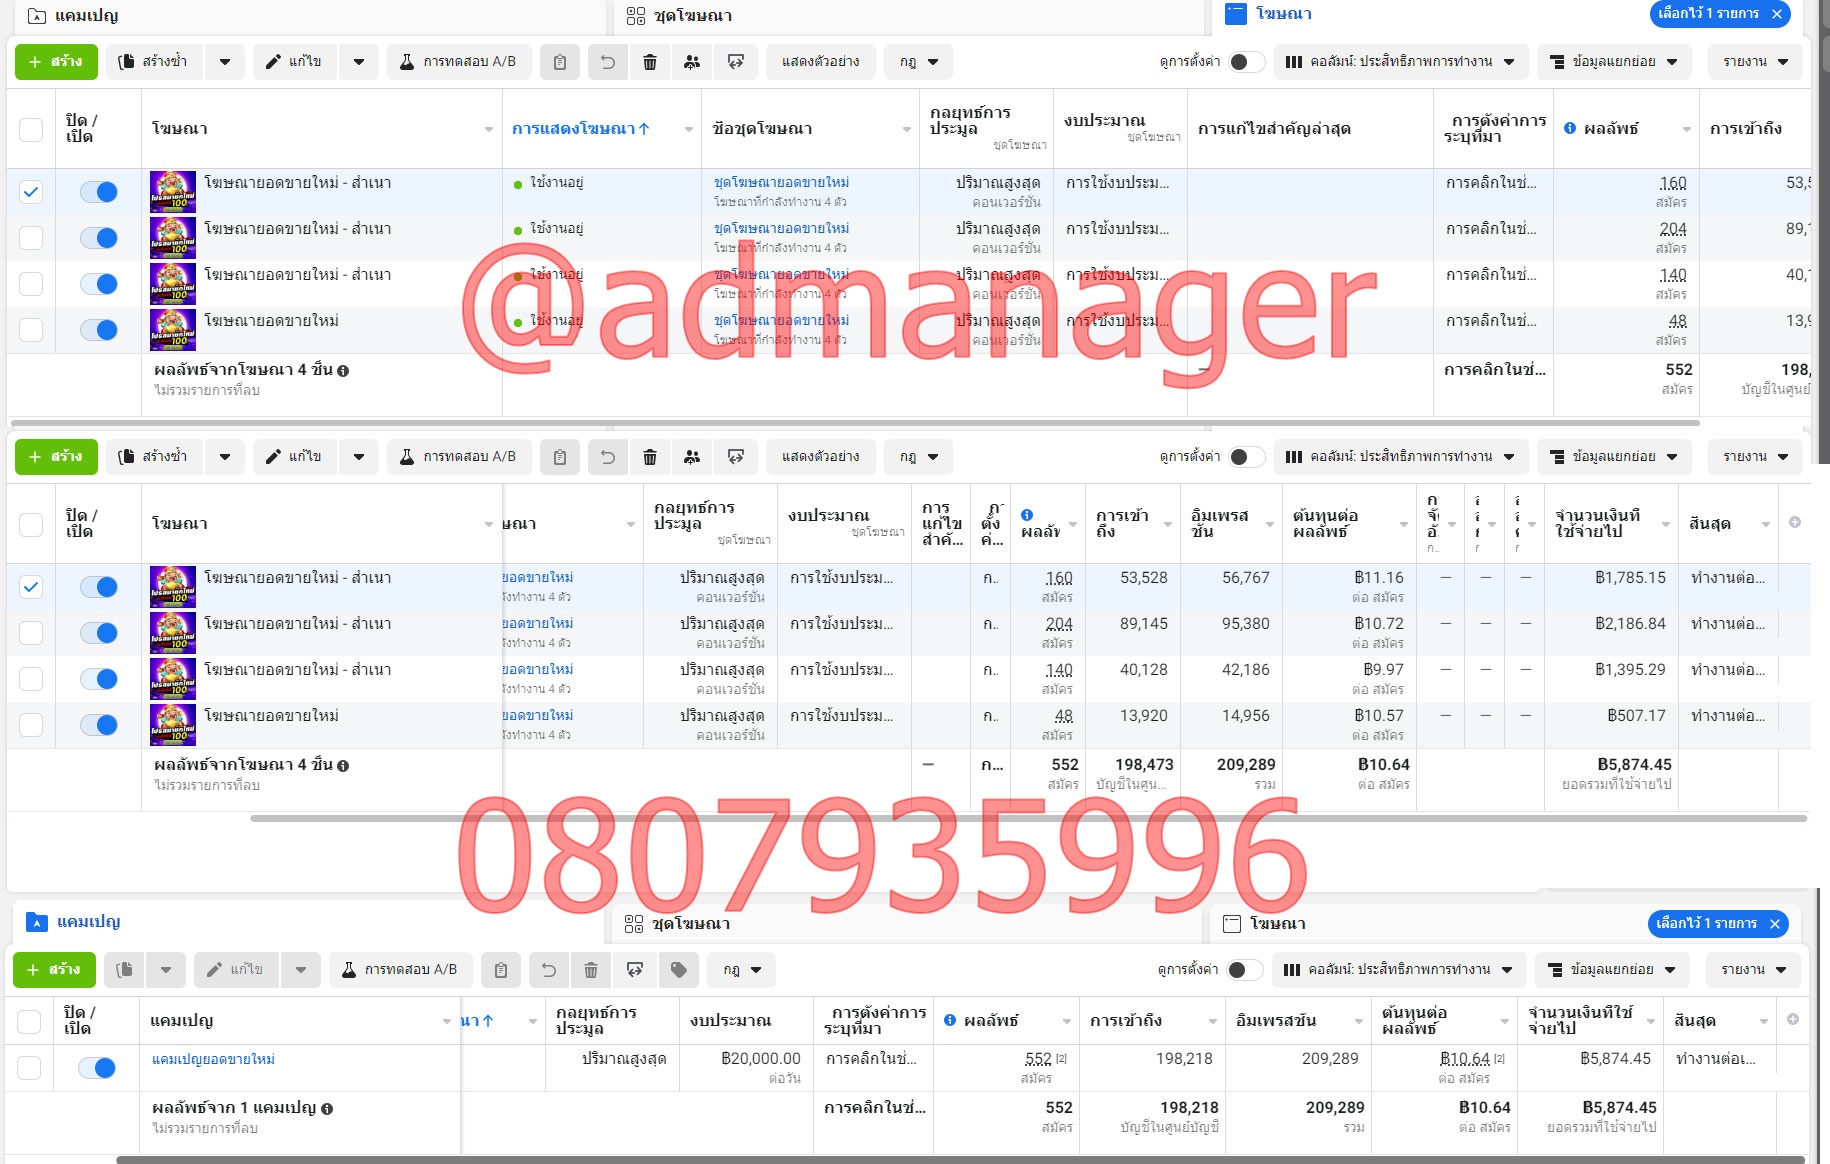 แคมเปญ
ชุดโฆษณา
โฆษณา
เลือกไว้ 1 รายการ ×
+ สร้าง
สร้างซ้ำ
แก้ไข
การทดสอบ A/B
แสดงตัวอย่าง
กฎ
ดูการตั้งค่า
คอลัมน์: ประสิทธิภาพการทำงาน
ข้อมูลแยกย่อย
รายงาน
ปิด / เปิด
โฆษณา
การแสดงโฆษณา ↑
ชื่อชุดโฆษณา
กลยุทธ์การประมูล
ชุดโฆษณา
งบประมาณ
ชุดโฆษณา
การแก้ไขสำคัญล่าสุด
การตั้งค่าการระบุที่มา
ผลลัพธ์
การเข้าถึง
โฆษณายอดขายใหม่ - สำเนา
ใช้งานอยู่
ชุดโฆษณายอดขายใหม่
โฆษณาที่กำลังทำงาน 4 ตัว
ปริมาณสูงสุด
คอนเวอร์ชัน
การใช้งบประม...
การคลิกในช่...
160
สมัคร
53,5
โฆษณายอดขายใหม่ - สำเนา
ใช้งานอยู่
ชุดโฆษณายอดขายใหม่
โฆษณาที่กำลังทำงาน 4 ตัว
ปริมาณสูงสุด
คอนเวอร์ชัน
การใช้งบประม...
การคลิกในช่...
204
สมัคร
89,1
โฆษณายอดขายใหม่ - สำเนา
ใช้งานอยู่
ชุดโฆษณายอดขายใหม่
โฆษณาที่กำลังทำงาน 4 ตัว
ปริมาณสูงสุด
คอนเวอร์ชัน
การใช้งบประม...
การคลิกในช่...
140
สมัคร
40,1
โฆษณายอดขายใหม่
ใช้งานอยู่
ชุดโฆษณายอดขายใหม่
โฆษณาที่กำลังทำงาน 4 ตัว
ปริมาณสูงสุด
คอนเวอร์ชัน
การใช้งบประม...
การคลิกในช่...
48
สมัคร
13,9
@admanager
ผลลัพธ์จากโฆษณา 4 ชิ้น
ไม่รวมรายการที่ลบ
—
การคลิกในช่...
552
สมัคร
198,
บัญชีในศูนย์
+ สร้าง
สร้างซ้ำ
แก้ไข
การทดสอบ A/B
แสดงตัวอย่าง
กฎ
ดูการตั้งค่า
คอลัมน์: ประสิทธิภาพการทำงาน
ข้อมูลแยกย่อย
รายงาน
ปิด / เปิด
โฆษณา
ษณา
กลยุทธ์การประมูล
ชุดโฆษณา
งบประมาณ
ชุดโฆษณา
การแก้ไขสำคั...
ผลลัพ
การเข้าถึง
อิมเพรสชัน
ต้นทุนต่อผลลัพธ์
จำนวนเงินที่ใช้จ่ายไป
สิ้นสุด
โฆษณายอดขายใหม่ - สำเนา
ยอดขายใหม่
ังทำงาน 4 ตัว
ปริมาณสูงสุด
คอนเวอร์ชัน
การใช้งบประม...
ก..
160
สมัคร
53,528
56,767
฿11.16
ต่อ สมัคร
— — —
฿1,785.15
ทำงานต่อ...
โฆษณายอดขายใหม่ - สำเนา
ยอดขายใหม่
ังทำงาน 4 ตัว
ปริมาณสูงสุด
คอนเวอร์ชัน
การใช้งบประม...
ก..
204
สมัคร
89,145
95,380
฿10.72
ต่อ สมัคร
— — —
฿2,186.84
ทำงานต่อ...
โฆษณายอดขายใหม่ - สำเนา
ยอดขายใหม่
ังทำงาน 4 ตัว
ปริมาณสูงสุด
คอนเวอร์ชัน
การใช้งบประม...
ก..
140
สมัคร
40,128
42,186
฿9.97
ต่อ สมัคร
— — —
฿1,395.29
ทำงานต่อ...
โฆษณายอดขายใหม่
ยอดขายใหม่
ังทำงาน 4 ตัว
ปริมาณสูงสุด
คอนเวอร์ชัน
การใช้งบประม...
ก..
48
สมัคร
13,920
14,956
฿10.57
ต่อ สมัคร
— — —
฿507.17
ทำงานต่อ...
ผลลัพธ์จากโฆษณา 4 ชิ้น
ไม่รวมรายการที่ลบ
—
ก...
552
สมัคร
198,473
บัญชีในศูน...
209,289
รวม
฿10.64
ต่อ สมัคร
฿5,874.45
ยอดรวมที่ใช้จ่ายไป
0807935996
แคมเปญ
ชุดโฆษณา
โฆษณา
เลือกไว้ 1 รายการ ×
+ สร้าง
แก้ไข
การทดสอบ A/B
กฎ
ดูการตั้งค่า
คอลัมน์: ประสิทธิภาพการทำงาน
ข้อมูลแยกย่อย
รายงาน
ปิด / เปิด
แคมเปญ
ณา ↑
กลยุทธ์การประมูล
งบประมาณ
การตั้งค่าการระบุที่มา
ผลลัพธ์
การเข้าถึง
อิมเพรสชัน
ต้นทุนต่อผลลัพธ์
จำนวนเงินที่ใช้จ่ายไป
สิ้นสุด
แคมเปญยอดขายใหม่
ปริมาณสูงสุด
฿20,000.00
ต่อวัน
การคลิกในช่...
552 [2]
สมัคร
198,218
209,289
฿10.64 [2]
ต่อ สมัคร
฿5,874.45
ทำงานต่อเ...
ผลลัพธ์จาก 1 แคมเปญ
ไม่รวมรายการที่ลบ
การคลิกในช่...
552
สมัคร
198,218
บัญชีในศูนย์บัญชี
209,289
รวม
฿10.64
ต่อ สมัคร
฿5,874.45
ยอดรวมที่ใช้จ่ายไป